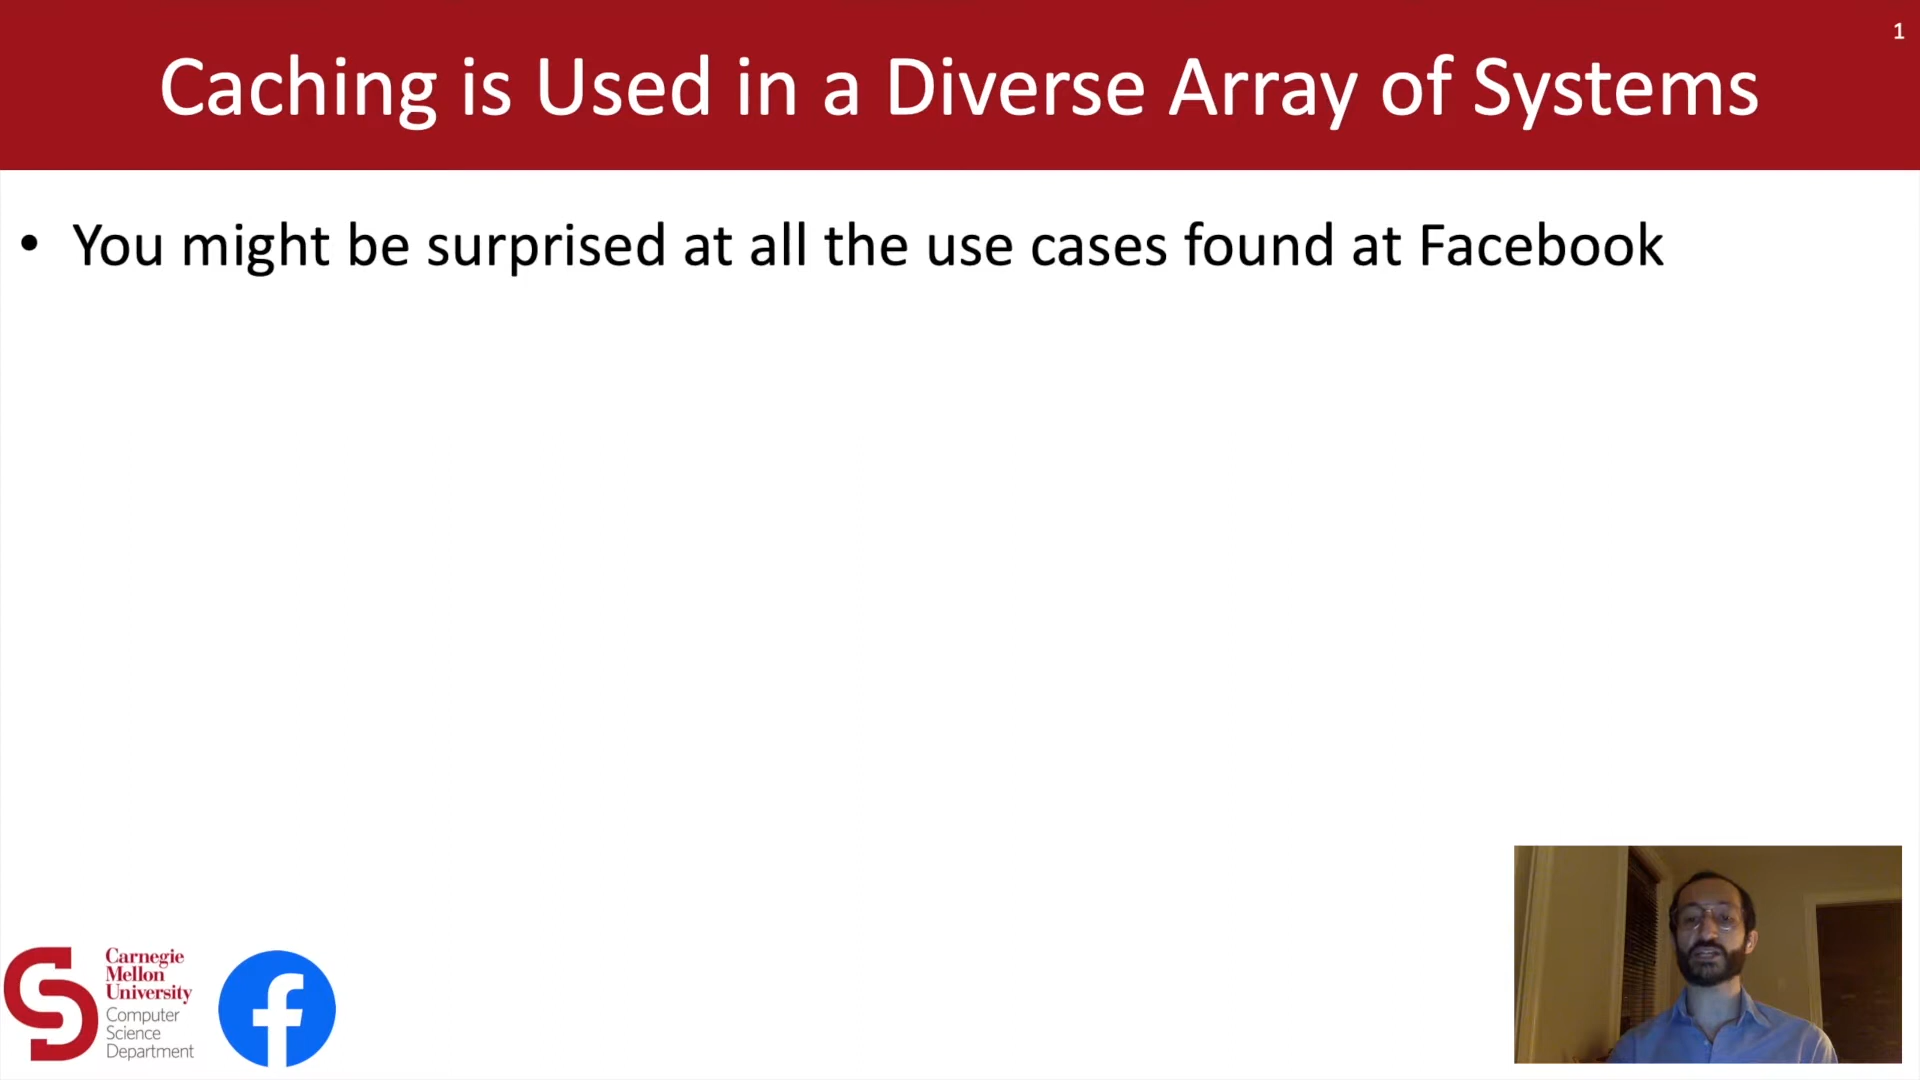 1
Caching is Used in a Diverse Array of Systems
• You might be surprised at all the use cases found at Facebook
Carnegie
Mellon
University
Computer
Science
Department